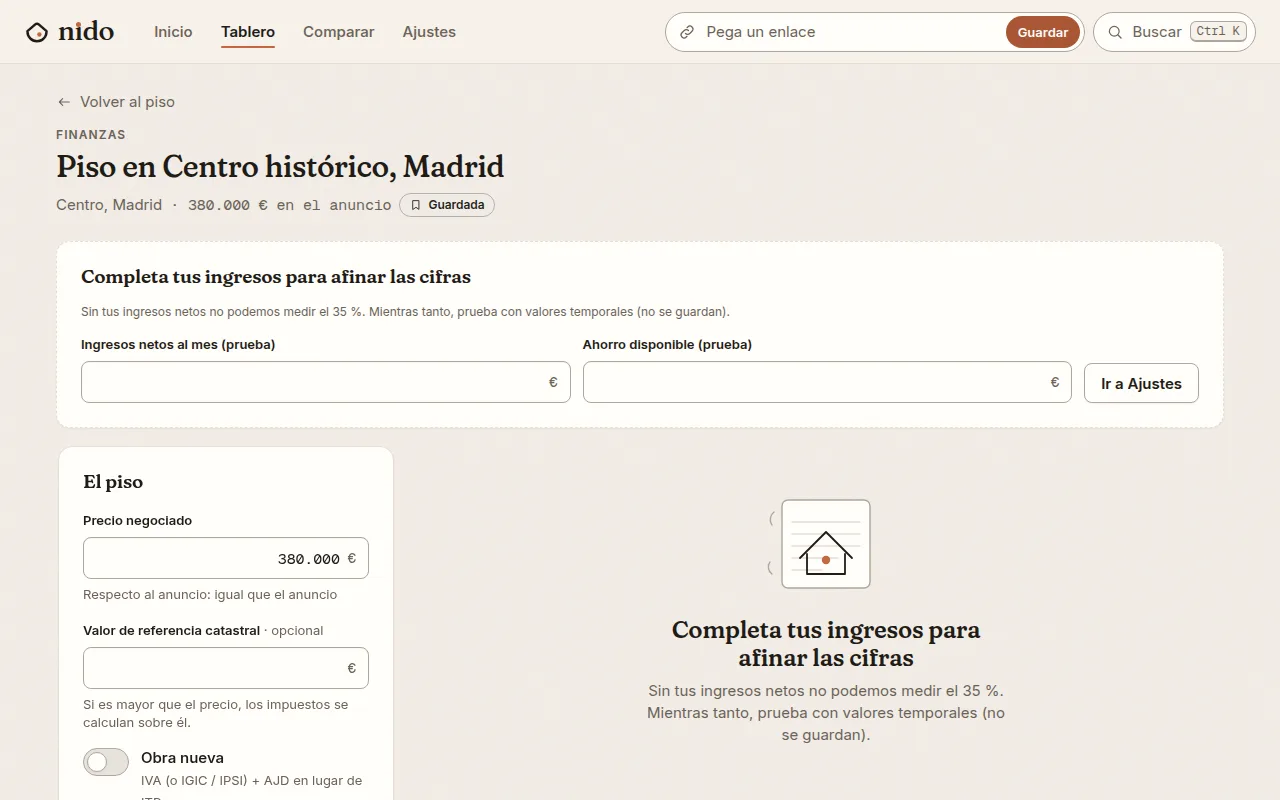 nido
Inicio
Tablero
Comparar
Ajustes
Pega un enlace
Guardar
Buscar
Ctrl K
Volver al piso
FINANZAS
Piso en Centro histórico, Madrid
Centro, Madrid · 380.000 € en el anuncio
Guardada
Completa tus ingresos para afinar las cifras
Sin tus ingresos netos no podemos medir el 35 %. Mientras tanto, prueba con valores temporales (no se guardan).
Ingresos netos al mes (prueba)
€
Ahorro disponible (prueba)
€
Ir a Ajustes
El piso
Precio negociado
380.000 €
Respecto al anuncio: igual que el anuncio
Valor de referencia catastral · opcional
€
Si es mayor que el precio, los impuestos se
calculan sobre él.
Obra nueva
IVA (o IGIC / IPSI) + AJD en lugar de
Completa tus ingresos para
afinar las cifras
Sin tus ingresos netos no podemos medir el 35 %.
Mientras tanto, prueba con valores temporales (no
se guardan).